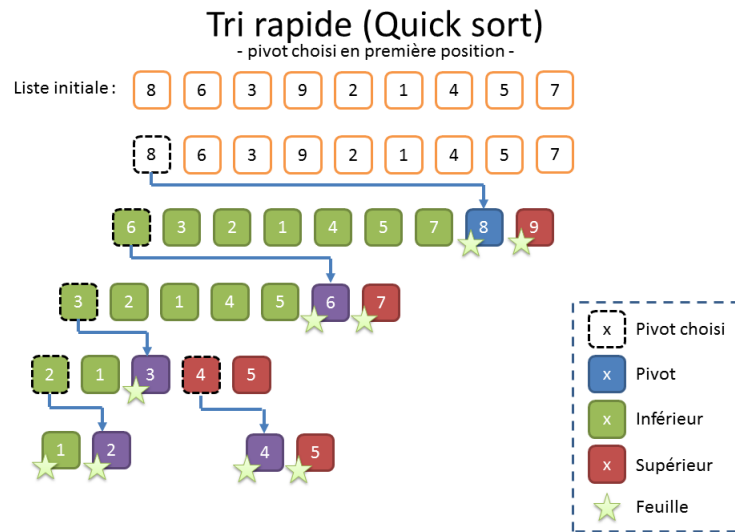 Tri rapide (Quick sort)
- pivot choisi en première position -
Liste initiale : 8 6 3 9 2 1 4 5 7
8 6 3 9 2 1 4 5 7
6 3 2 1 4 5 7 8 9
3 2 1 4 5 6 7
2 1 3 4 5
1 2 4 5
x Pivot choisi
x Pivot
x Inférieur
x Supérieur
Feuille